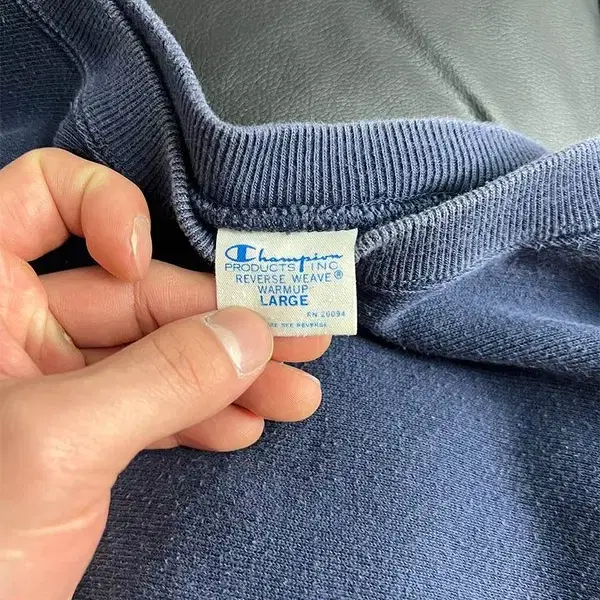 Champion
PRODUCTS INC
REVERSE WEAVE®
WARMUP
LARGE
RN 26094
SEE REVERSE